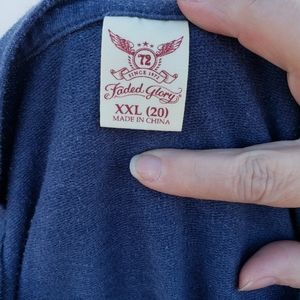 72
SINCE 1972
Faded Glory
XXL (20)
MADE IN CHINA